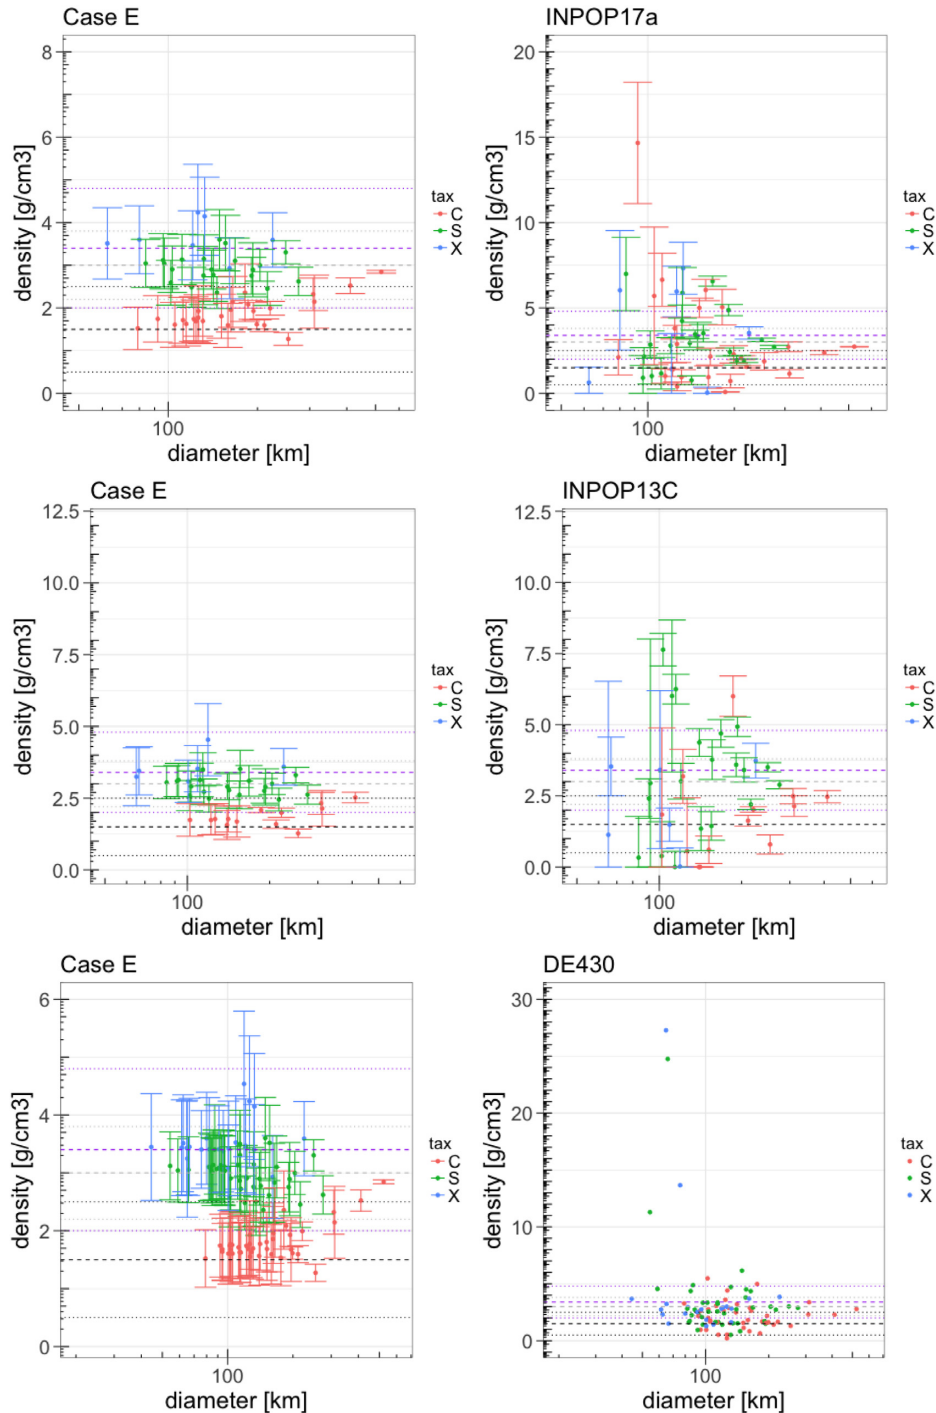 Case E
density [g/cm3]
8
6
4
2
0
100
diameter [km]
tax
C
S
X
INPOP17a
density [g/cm3]
20
15
10
5
0
100
diameter [km]
tax
C
S
X
Case E
density [g/cm3]
12.5
10.0
7.5
5.0
2.5
0.0
100
diameter [km]
tax
C
S
X
INPOP13C
density [g/cm3]
12.5
10.0
7.5
5.0
2.5
0.0
100
diameter [km]
tax
C
S
X
Case E
density [g/cm3]
6
4
2
0
100
diameter [km]
tax
C
S
X
DE430
density [g/cm3]
30
20
10
0
100
diameter [km]
tax
C
S
X